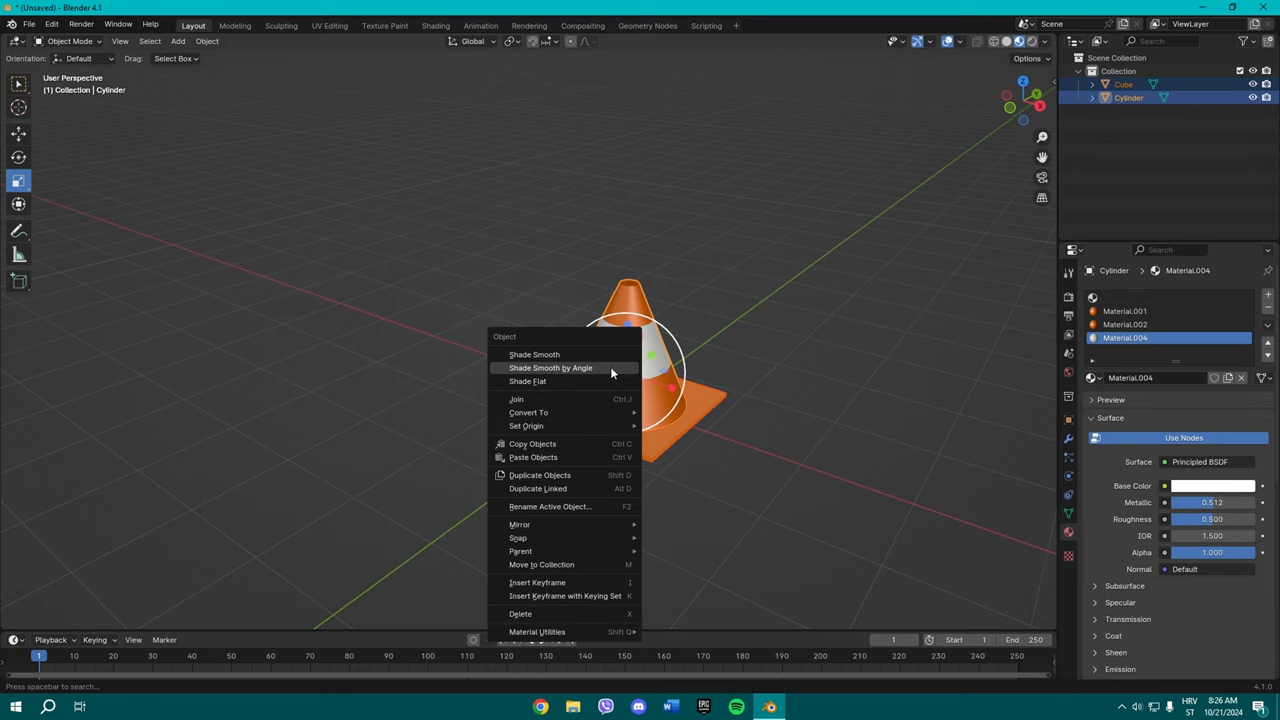 * (Unsaved) - Blender 4.1
File Edit Render Window Help Layout Modeling Sculpting UV Editing Texture Paint Shading Animation Rendering Compositing Geometry Nodes Scripting + Scene ViewLayer
Object Mode View Select Add Object Global Search
Orientation: Default Drag: Select Box Options
User Perspective
(1) Collection | Cylinder
Z
Y
X
Scene Collection
Collection
Cube
Cylinder
Object
Shade Smooth
Shade Smooth by Angle
Shade Flat
Join Ctrl J
Convert To
Set Origin
Copy Objects Ctrl C
Paste Objects Ctrl V
Duplicate Objects Shift D
Duplicate Linked Alt D
Rename Active Object... F2
Mirror
Snap
Parent
Move to Collection M
Insert Keyframe I
Insert Keyframe with Keying Set K
Delete X
Material Utilities Shift Q
Search
Cylinder Material.004
Material.001
Material.002
Material.004
Material.004
Preview
Surface
Use Nodes
Surface Principled BSDF
Base Color
Metallic 0.512
Roughness 0.500
IOR 1.500
Alpha 1.000
Normal Default
Subsurface
Specular
Transmission
Coat
Sheen
Emission
Playback Keying View Marker 1 Start 1 End 250
1 10 20 30 40 50 60 70 80 90 100 110 120 130 140 150 160 170 180 190 200 210 220 230 240 250
Press spacebar to search... 4.1.0
HRV
ST
8:26 AM
10/21/2024